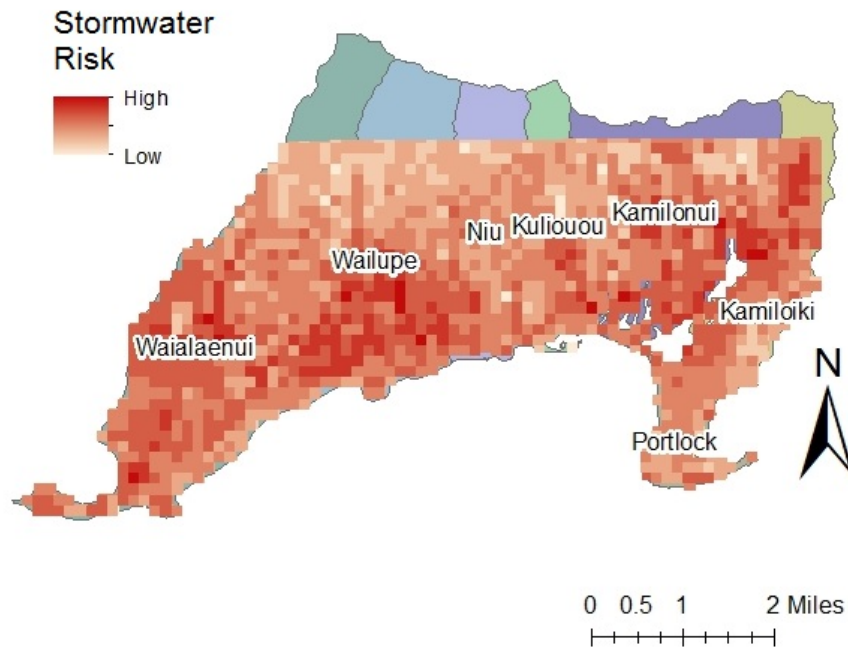 Stormwater
Risk
High
Low
Kamilonui
Niu
Kuliouou
Wailupe
Kamiloiki
Waialaenui
N
Portlock
0 0.5 1 2 Miles